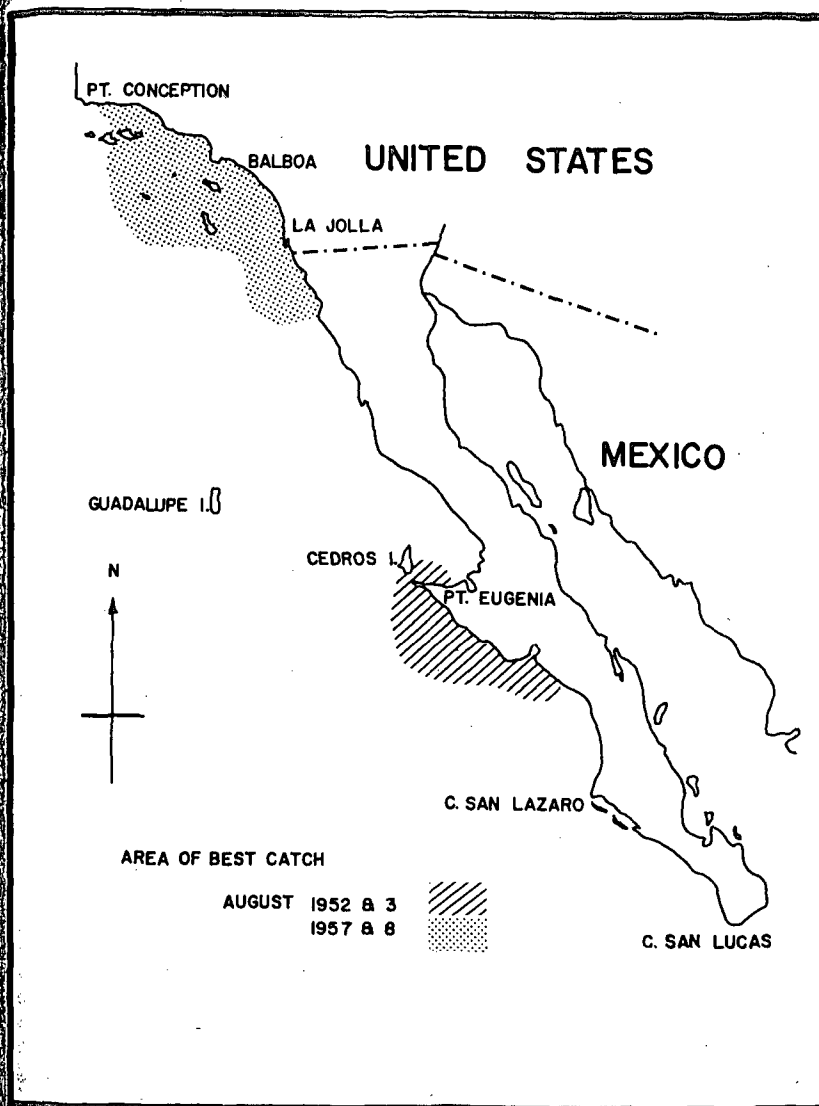 PT. CONCEPTION
BALBOA
UNITED STATES
LA JOLLA
MEXICO
GUADALUPE I.
CEDROS I.
N
PT. EUGENIA
C. SAN LAZARO
AREA OF BEST CATCH
AUGUST 1952 & 3
1957 & 8
C. SAN LUCAS